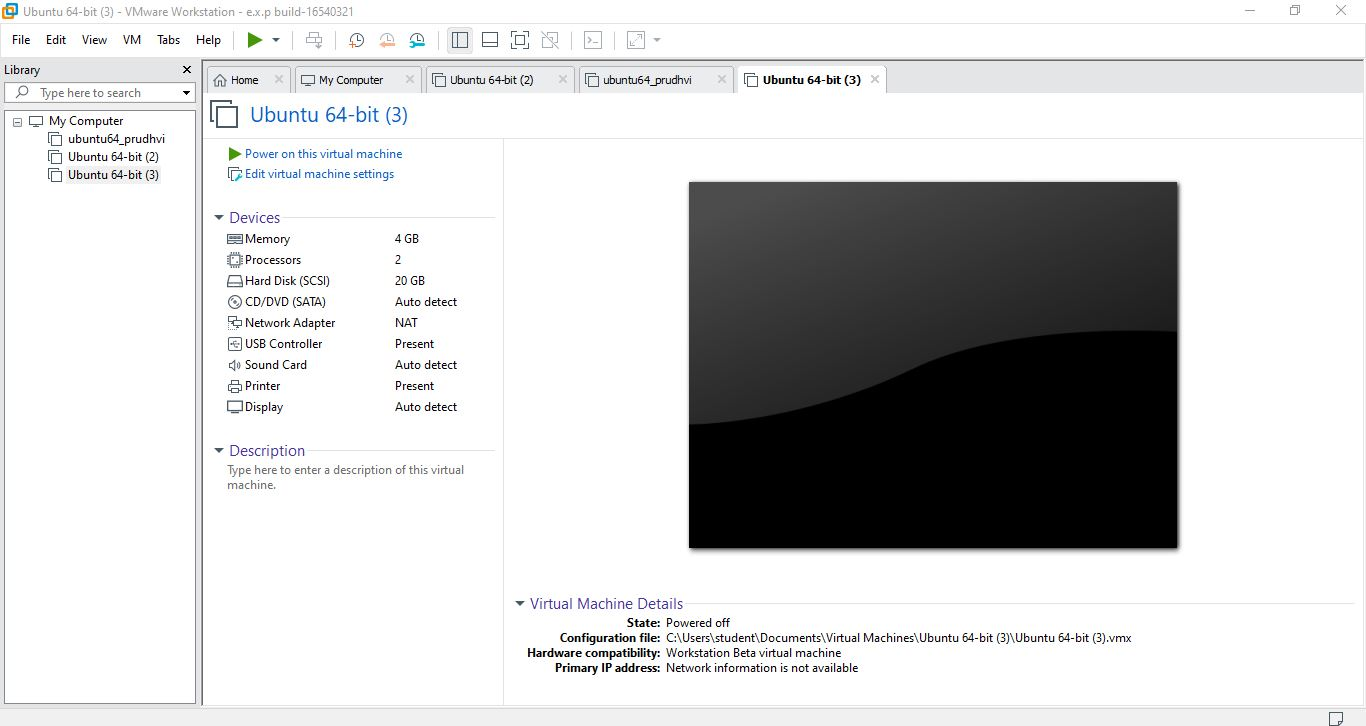 Ubuntu 64-bit (3) - VMware Workstation - e.x.p build-16540321
File Edit View VM Tabs Help
Library
Type here to search
My Computer
ubuntu64_prudhvi
Ubuntu 64-bit (2)
Ubuntu 64-bit (3)
Home My Computer Ubuntu 64-bit (2) ubuntu64_prudhvi Ubuntu 64-bit (3)
Ubuntu 64-bit (3)
Power on this virtual machine
Edit virtual machine settings
Devices
Memory 4 GB
Processors 2
Hard Disk (SCSI) 20 GB
CD/DVD (SATA) Auto detect
Network Adapter NAT
USB Controller Present
Sound Card Auto detect
Printer Present
Display Auto detect
Description
Type here to enter a description of this virtual
machine.
Virtual Machine Details
State: Powered off
Configuration file: C:\Users\student\Documents\Virtual Machines\Ubuntu 64-bit (3)\Ubuntu 64-bit (3).vmx
Hardware compatibility: Workstation Beta virtual machine
Primary IP address: Network information is not available